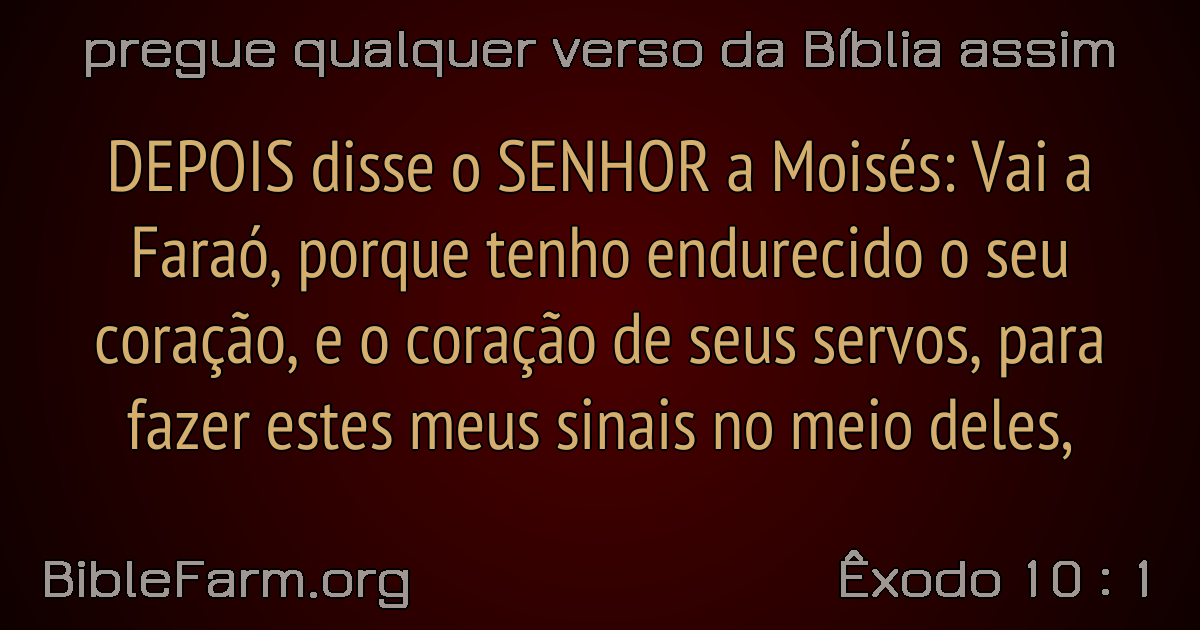 pregue qualquer verso da Bíblia assim
DEPOIS disse o SENHOR a Moisés: Vai a
Faraó, porque tenho endurecido o seu
coração, e o coração de seus servos, para
fazer estes meus sinais no meio deles,
BibleFarm.org
Êxodo 10 : 1